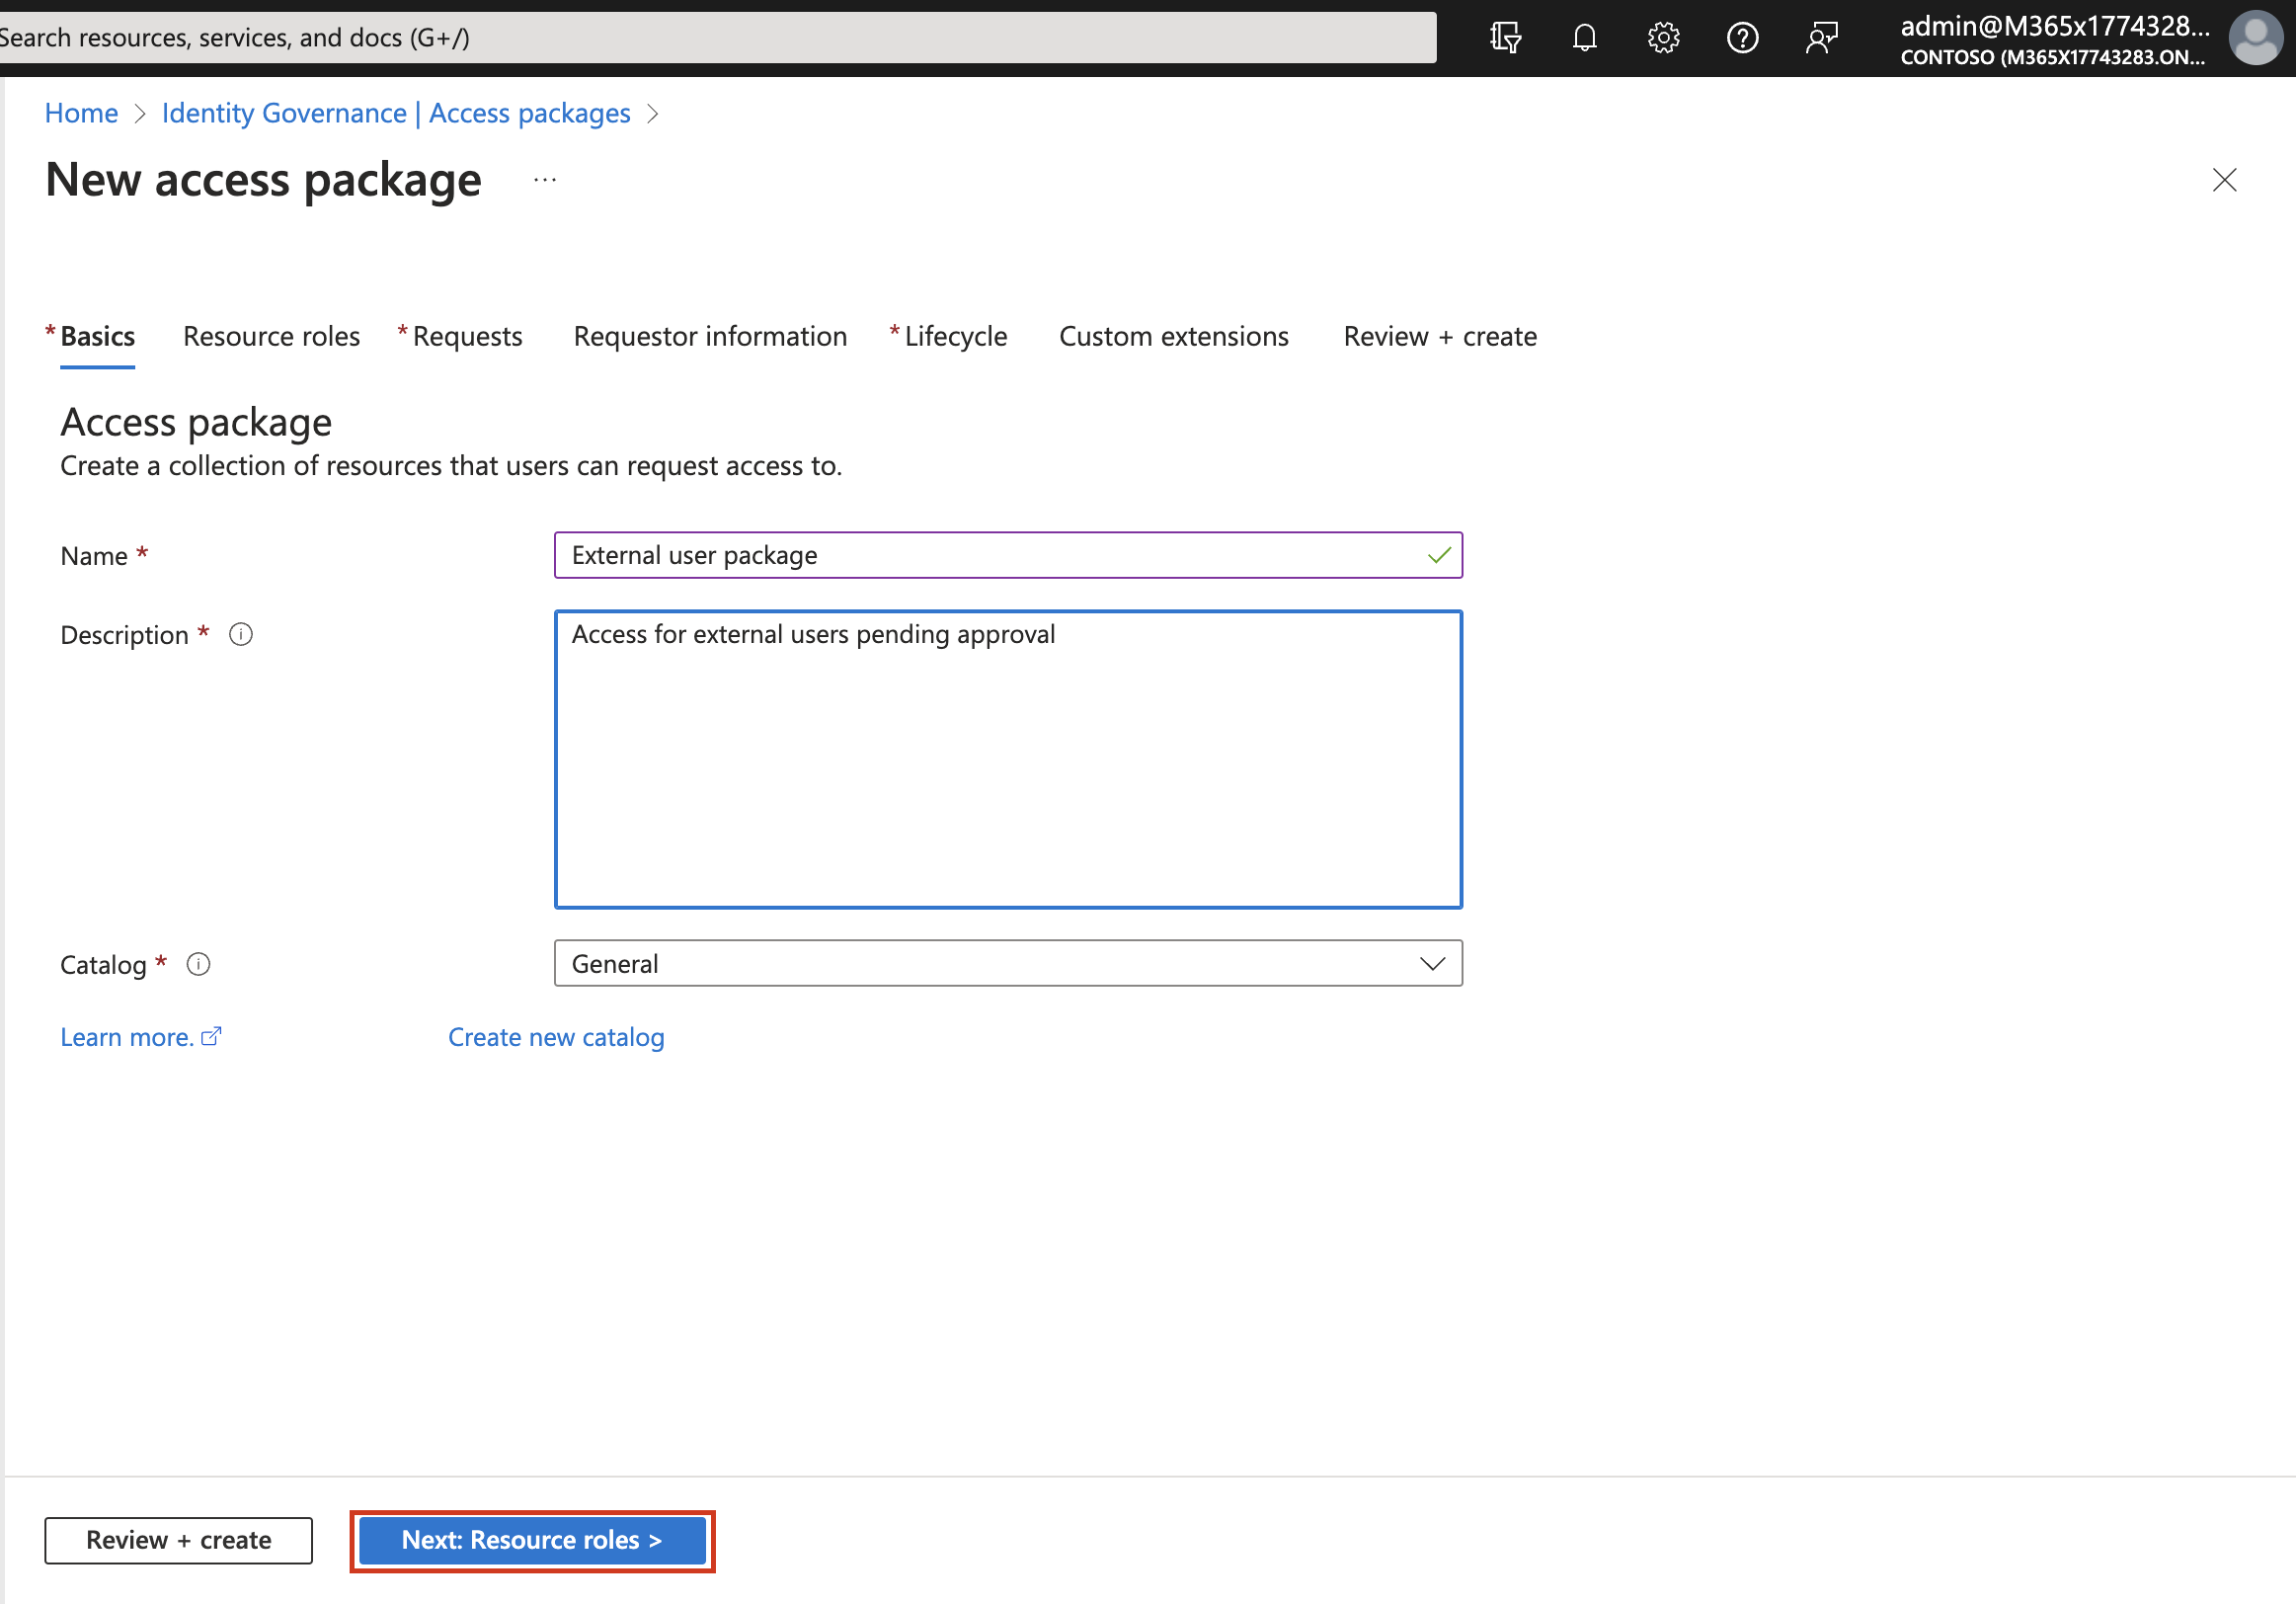 Search resources, services, and docs (G+/)
admin@M365x1774328...
CONTOSO (M365X17743283.ON...
Home > Identity Governance | Access packages >
New access package ...
* Basics Resource roles * Requests Requestor information * Lifecycle Custom extensions Review + create
Access package
Create a collection of resources that users can request access to.
Name * External user package
Description * Access for external users pending approval
Catalog * General
Learn more. Create new catalog
Review + create Next: Resource roles >